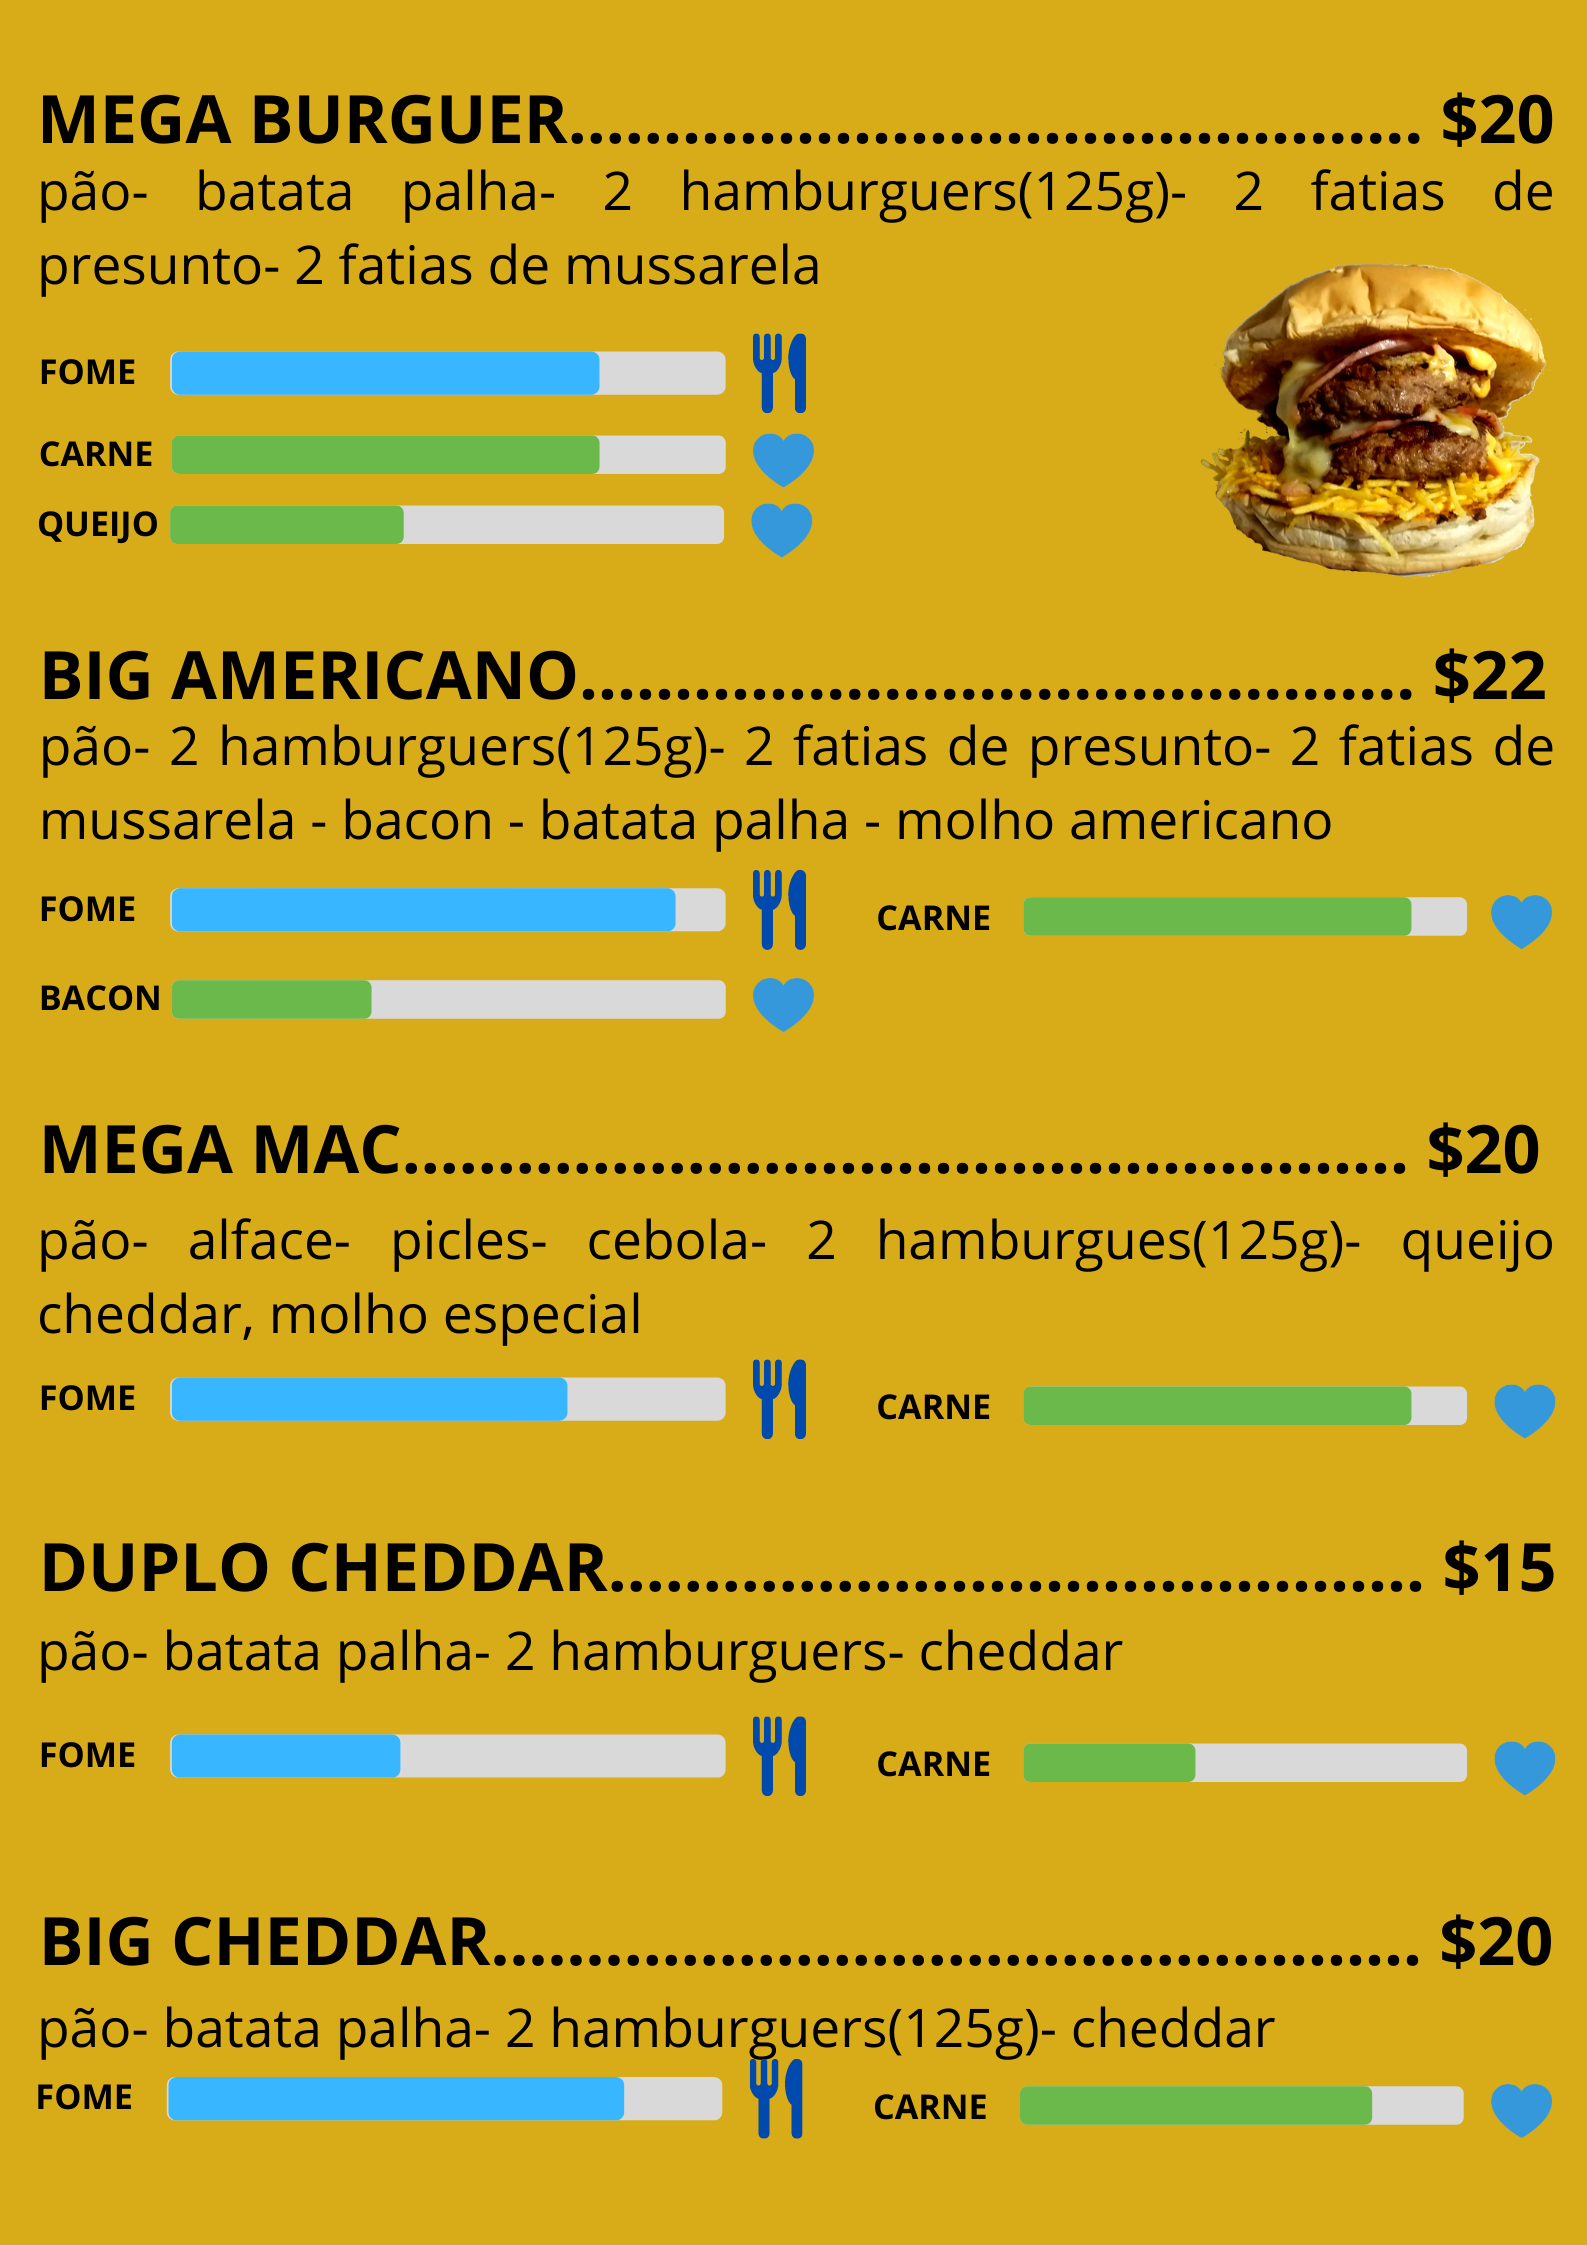 MEGA BURGUER............................................. $20
pão- batata palha- 2 hamburguers(125g)- 2 fatias de
presunto- 2 fatias de mussarela
FOME
CARNE
QUEIJO
BIG AMERICANO............................................ $22
pão- 2 hamburguers(125g)- 2 fatias de presunto- 2 fatias de
mussarela - bacon - batata palha - molho americano
FOME
CARNE
BACON
MEGA MAC..................................................... $20
pão- alface- picles- cebola- 2 hamburgues(125g)- queijo
cheddar, molho especial
FOME
CARNE
DUPLO CHEDDAR........................................... $15
pão- batata palha- 2 hamburguers- cheddar
FOME
CARNE
BIG CHEDDAR................................................. $20
pão- batata palha- 2 hamburguers(125g)- cheddar
FOME
CARNE